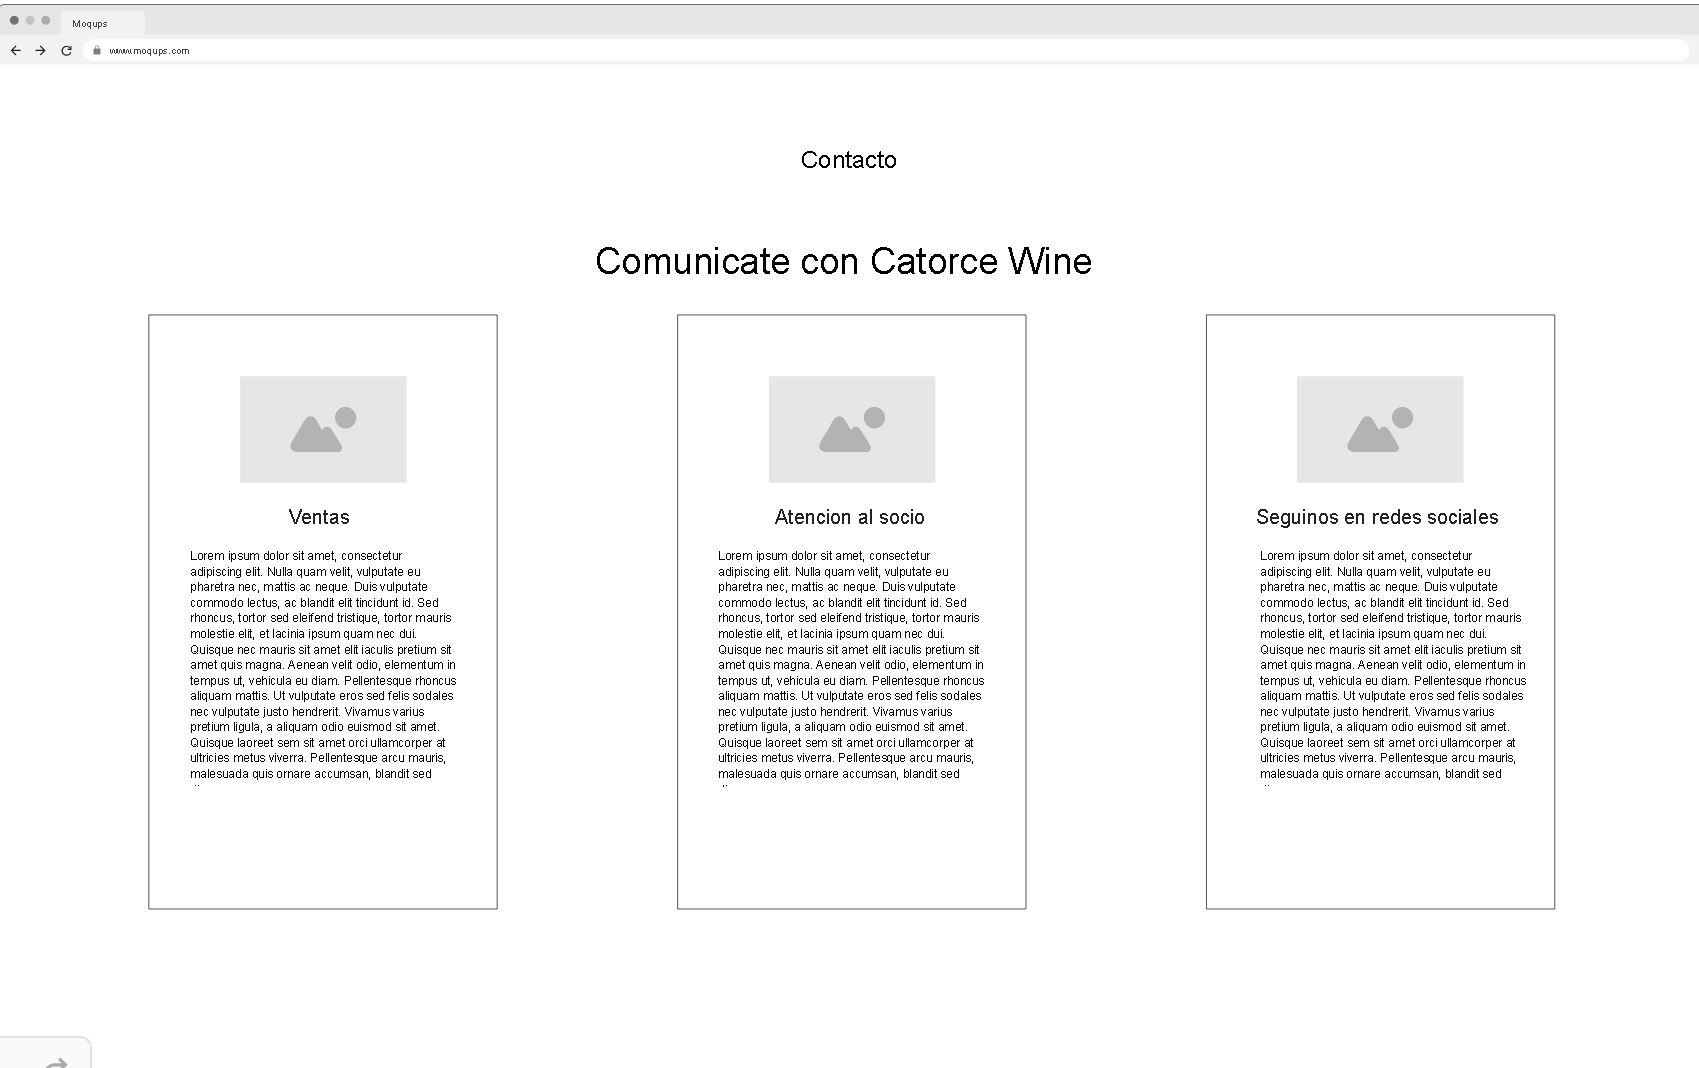 Moqups
www.moqups.com
Contacto
Comunicate con Catorce Wine
Ventas
Lorem ipsum dolor sit amet, consectetur
adipiscing elit. Nulla quam velit, vulputate eu
pharetra nec, mattis ac neque. Duis vulputate
commodo lectus, ac blandit elit tincidunt id. Sed
rhoncus, tortor sed eleifend tristique, tortor mauris
molestie elit, et lacinia ipsum quam nec dui.
Quisque nec mauris sit amet elit iaculis pretium sit
amet quis magna. Aenean velit odio, elementum in
tempus ut, vehicula eu diam. Pellentesque rhoncus
aliquam mattis. Ut vulputate eros sed felis sodales
nec vulputate justo hendrerit. Vivamus varius
pretium ligula, a aliquam odio euismod sit amet.
Quisque laoreet sem sit amet orci ullamcorper at
ultricies metus viverra. Pellentesque arcu mauris,
malesuada quis ornare accumsan, blandit sed
Atencion al socio
Lorem ipsum dolor sit amet, consectetur
adipiscing elit. Nulla quam velit, vulputate eu
pharetra nec, mattis ac neque. Duis vulputate
commodo lectus, ac blandit elit tincidunt id. Sed
rhoncus, tortor sed eleifend tristique, tortor mauris
molestie elit, et lacinia ipsum quam nec dui.
Quisque nec mauris sit amet elit iaculis pretium sit
amet quis magna. Aenean velit odio, elementum in
tempus ut, vehicula eu diam. Pellentesque rhoncus
aliquam mattis. Ut vulputate eros sed felis sodales
nec vulputate justo hendrerit. Vivamus varius
pretium ligula, a aliquam odio euismod sit amet.
Quisque laoreet sem sit amet orci ullamcorper at
ultricies metus viverra. Pellentesque arcu mauris,
malesuada quis ornare accumsan, blandit sed
Seguinos en redes sociales
Lorem ipsum dolor sit amet, consectetur
adipiscing elit. Nulla quam velit, vulputate eu
pharetra nec, mattis ac neque. Duis vulputate
commodo lectus, ac blandit elit tincidunt id. Sed
rhoncus, tortor sed eleifend tristique, tortor mauris
molestie elit, et lacinia ipsum quam nec dui.
Quisque nec mauris sit amet elit iaculis pretium sit
amet quis magna. Aenean velit odio, elementum in
tempus ut, vehicula eu diam. Pellentesque rhoncus
aliquam mattis. Ut vulputate eros sed felis sodales
nec vulputate justo hendrerit. Vivamus varius
pretium ligula, a aliquam odio euismod sit amet.
Quisque laoreet sem sit amet orci ullamcorper at
ultricies metus viverra. Pellentesque arcu mauris,
malesuada quis ornare accumsan, blandit sed